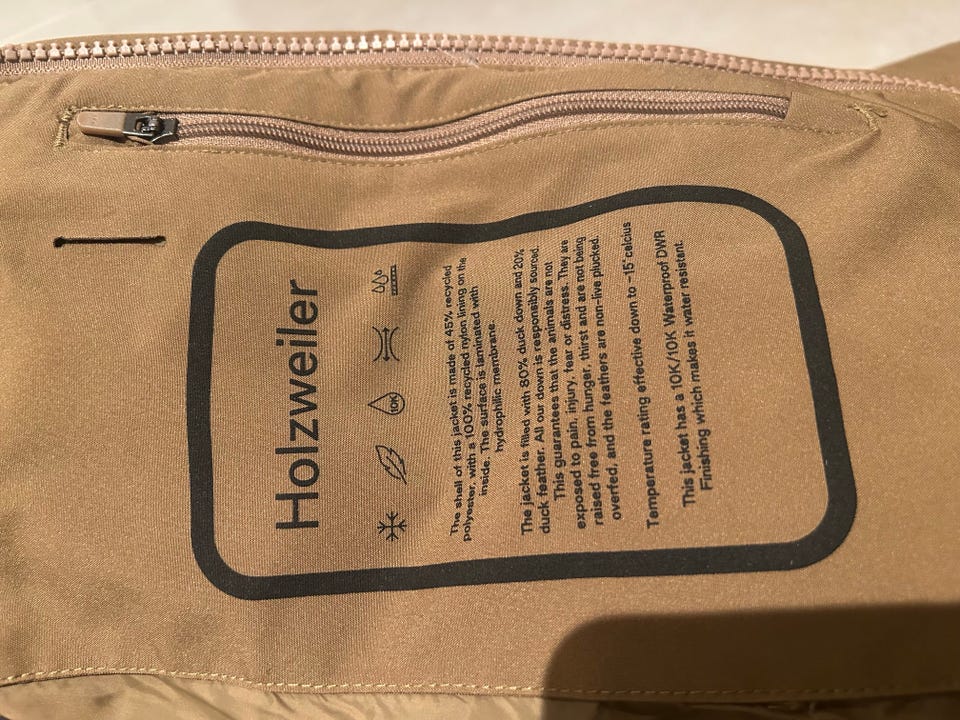 Holzweiler
10K
The shell of this jacket is made of 45% recycled
polyester, with a 100% recycled nylon lining on the
inside. The surface is laminated with
hydrophillic membrane.
The jacket is filled with 80% duck down and 20%
duck feather. All our down is responsibly sourced.
This guarantees that the animals are not
exposed to pain, injury, fear or distress. They are
raised free from hunger, thirst and are not being
overfed, and the feathers are non-live plucked.
Temperature rating effective down to -15° celcius
This jacket has a 10K/10K Waterproof DWR
Finishing which makes it water resistent.